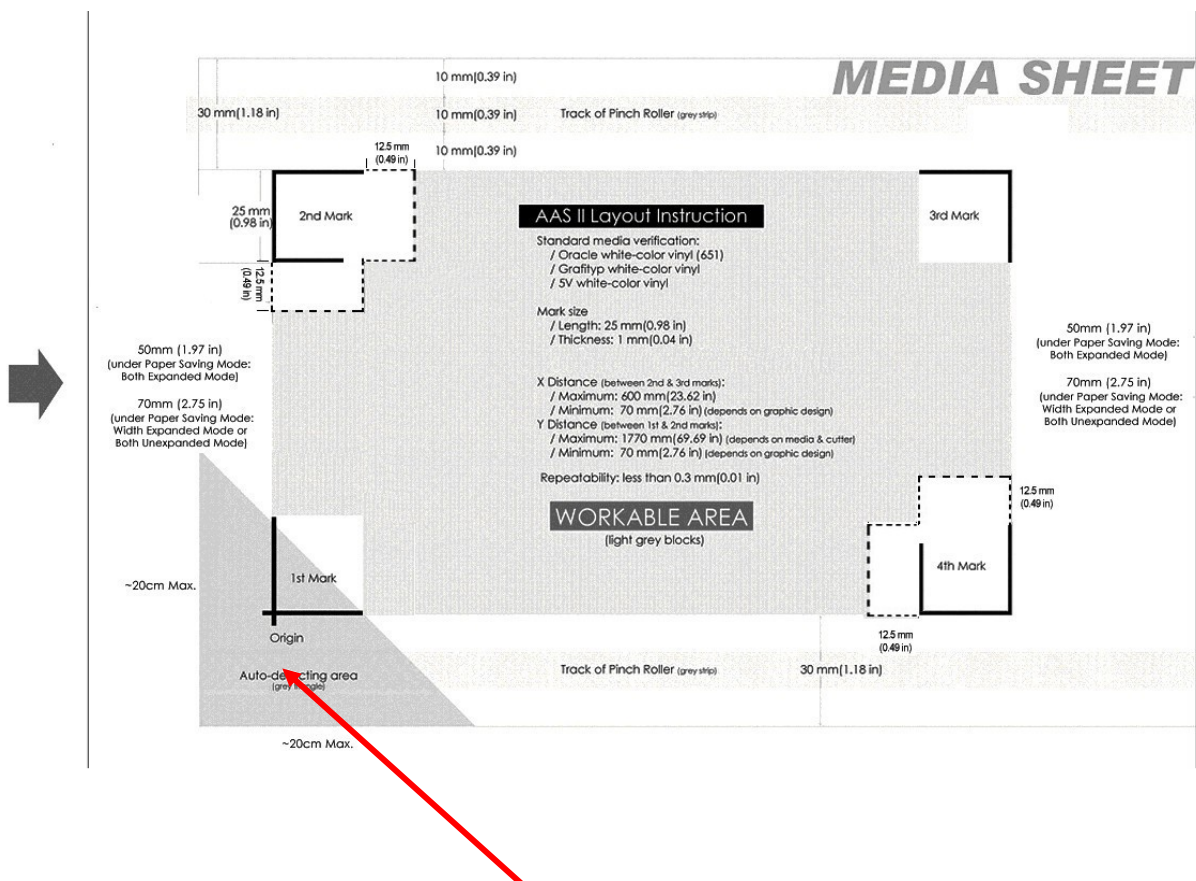 MEDIA SHEET
10 mm(0.39 in)
30 mm(1.18 in)
10 mm(0.39 in)
Track of Pinch Roller (grey strip)
10 mm(0.39 in)
12.5 mm
(0.49 in)
25 mm
(0.98 in)
2nd Mark
12.5 mm
(0.49 in)
3rd Mark
AAS II Layout Instruction
Standard media verification:
/ Oracle white-color vinyl (651)
/ Grafityp white-color vinyl
/ 5V white-color vinyl
Mark size
/ Length: 25 mm(0.98 in)
/ Thickness: 1 mm(0.04 in)
X Distance (between 2nd & 3rd marks):
/ Maximum: 600 mm(23.62 in)
/ Minimum: 70 mm(2.76 in) (depends on graphic design)
Y Distance (between 1st & 2nd marks):
/ Maximum: 1770 mm(69.69 in) (depends on media & cutter)
/ Minimum: 70 mm(2.76 in) (depends on graphic design)
Repeatability: less than 0.3 mm(0.01 in)
WORKABLE AREA
(light grey blocks)
50mm (1.97 in)
(under Paper Saving Mode:
Both Expanded Mode)
70mm (2.75 in)
(under Paper Saving Mode:
Width Expanded Mode or
Both Unexpanded Mode)
50mm (1.97 in)
(under Paper Saving Mode:
Both Expanded Mode)
70mm (2.75 in)
(under Paper Saving Mode:
Width Expanded Mode or
Both Unexpanded Mode)
12.5 mm
(0.49 in)
4th Mark
12.5 mm
(0.49 in)
~20cm Max.
1st Mark
Origin
Auto-detecting area
(grey triangle)
Track of Pinch Roller (grey strip)
30 mm(1.18 in)
~20cm Max.